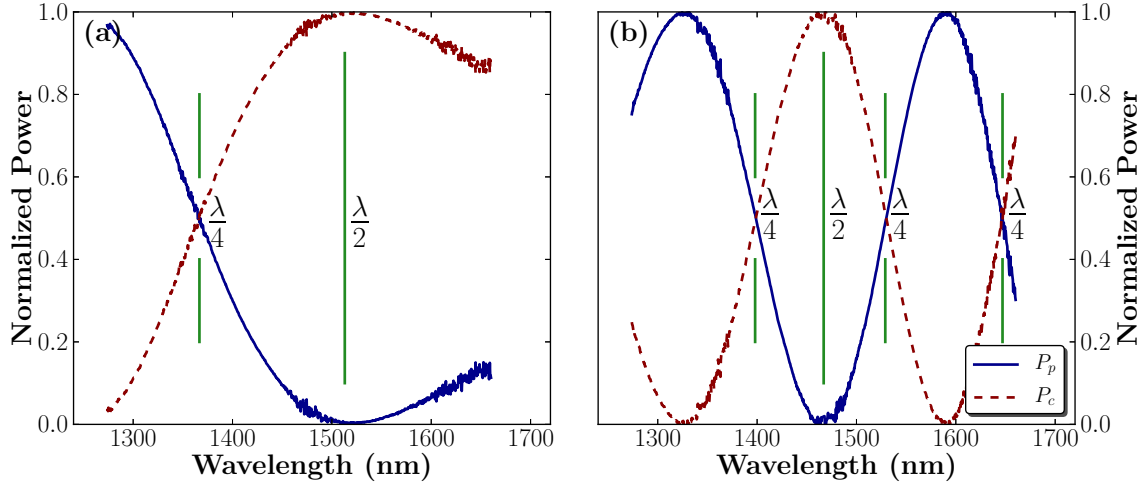 (a)
Normalized Power
1.0
0.8
0.6
0.4
0.2
0.0
λ/4
λ/2
1300 1400 1500 1600 1700
Wavelength (nm)
(b)
λ/4
λ/2
λ/4
λ/4
P_p
P_c
1300 1400 1500 1600 1700
Wavelength (nm)
1.0
0.8
0.6
0.4
0.2
0.0
Normalized Power